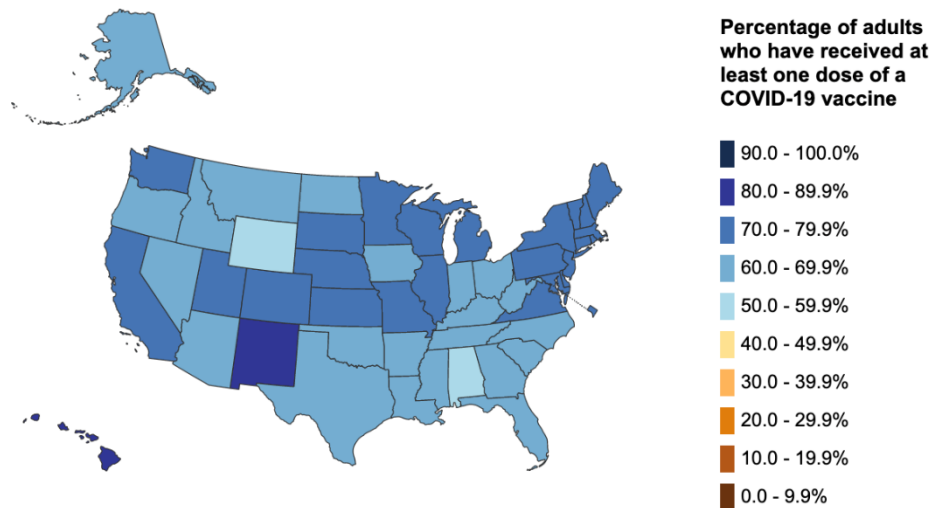 Percentage of adults
who have received at
least one dose of a
COVID-19 vaccine
90.0 - 100.0%
80.0 - 89.9%
70.0 - 79.9%
60.0 - 69.9%
50.0 - 59.9%
40.0 - 49.9%
30.0 - 39.9%
20.0 - 29.9%
10.0 - 19.9%
0.0 - 9.9%